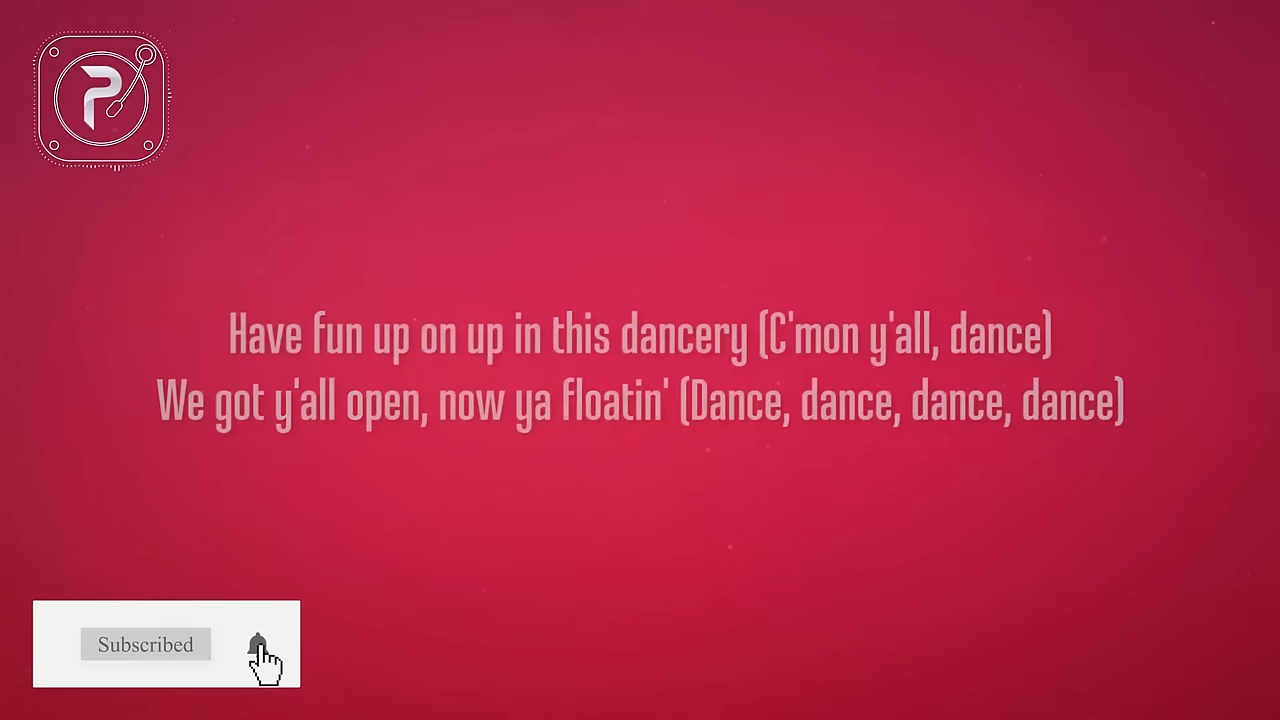 P
Have fun up on up in this dancery (C'mon y'all, dance)
We got y'all open, now ya floatin' (Dance, dance, dance, dance)
Subscribed